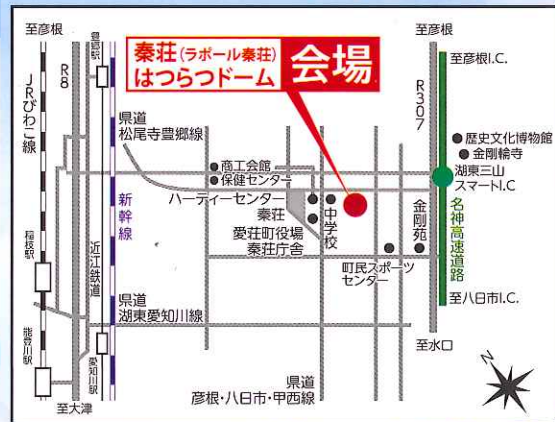 至彦根
至彦根
豊郷駅
秦荘(ラポール秦荘)
はつらつドーム
会場
至彦根I.C.
JRびわこ線
R8
R307
県道
松尾寺豊郷線
歴史文化博物館
金剛輪寺
商工会館
保健センター
湖東三山
スマートI.C
新幹線
ハーティーセンター
秦荘
中学校
愛荘町役場
秦荘庁舎
金剛苑
名神高速道路
稲枝駅
近江鉄道
町民スポーツ
センター
県道
湖東愛知川線
至八日市I.C.
能登川駅
愛知川駅
至水口
N
至大津
県道
彦根・八日市・甲西線